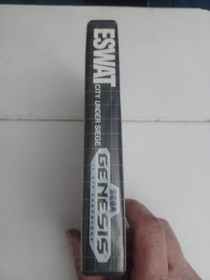 ESWAT
CITY UNDER SIEGE
SEGA
GENESIS